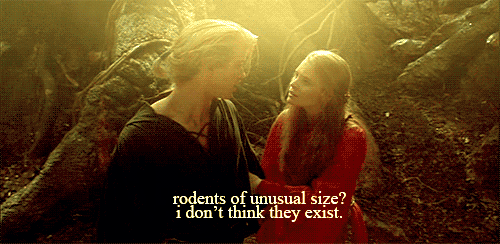 rodents of unusual size?
i don't think they exist.